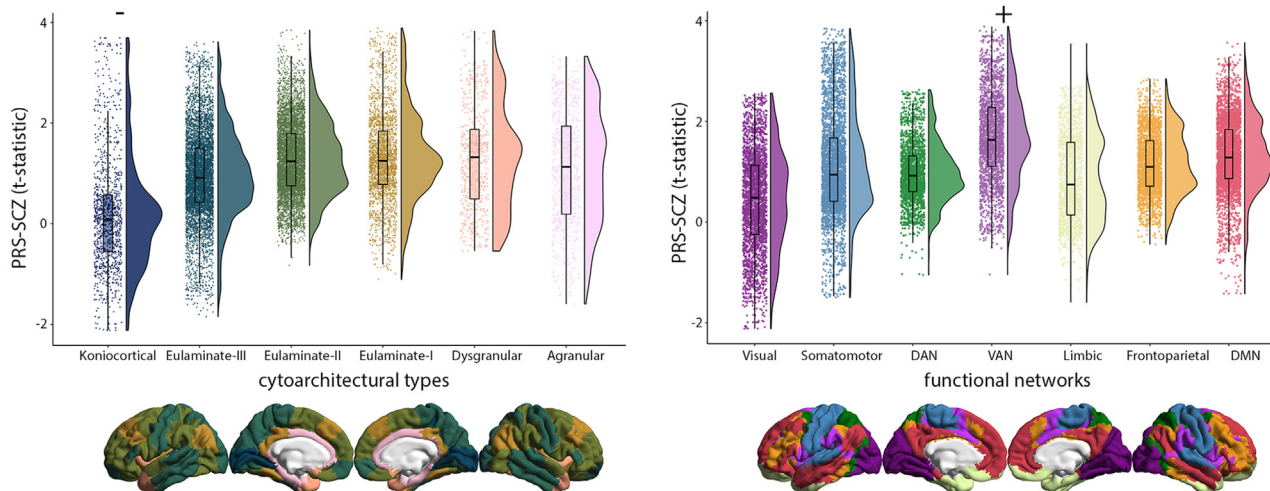 -
PRS-SCZ (t-statistic)
4
2
0
-2
Koniocortical Eulaminate-III Eulaminate-II Eulaminate-I Dysgranular Agranular
cytoarchitectural types
+
PRS-SCZ (t-statistic)
4
2
0
-2
Visual Somatomotor DAN VAN Limbic Frontoparietal DMN
functional networks